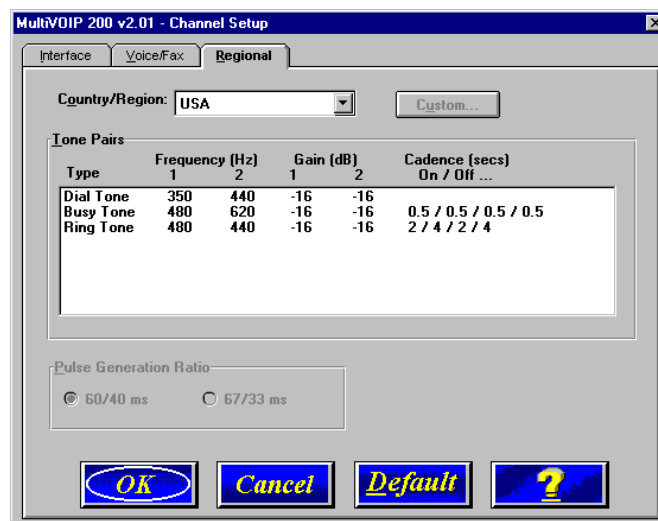 MultiVOIP 200 v2.01 - Channel Setup
Interface Voice/Fax Regional
Country/Region: USA Custom...
Tone Pairs
Frequency (Hz) Gain (dB) Cadence (secs)
Type 1 2 1 2 On / Off ...
Dial Tone 350 440 -16 -16
Busy Tone 480 620 -16 -16 0.5 / 0.5 / 0.5 / 0.5
Ring Tone 480 440 -16 -16 2 / 4 / 2 / 4
Pulse Generation Ratio
60/40 ms 67/33 ms
OK Cancel Default ?